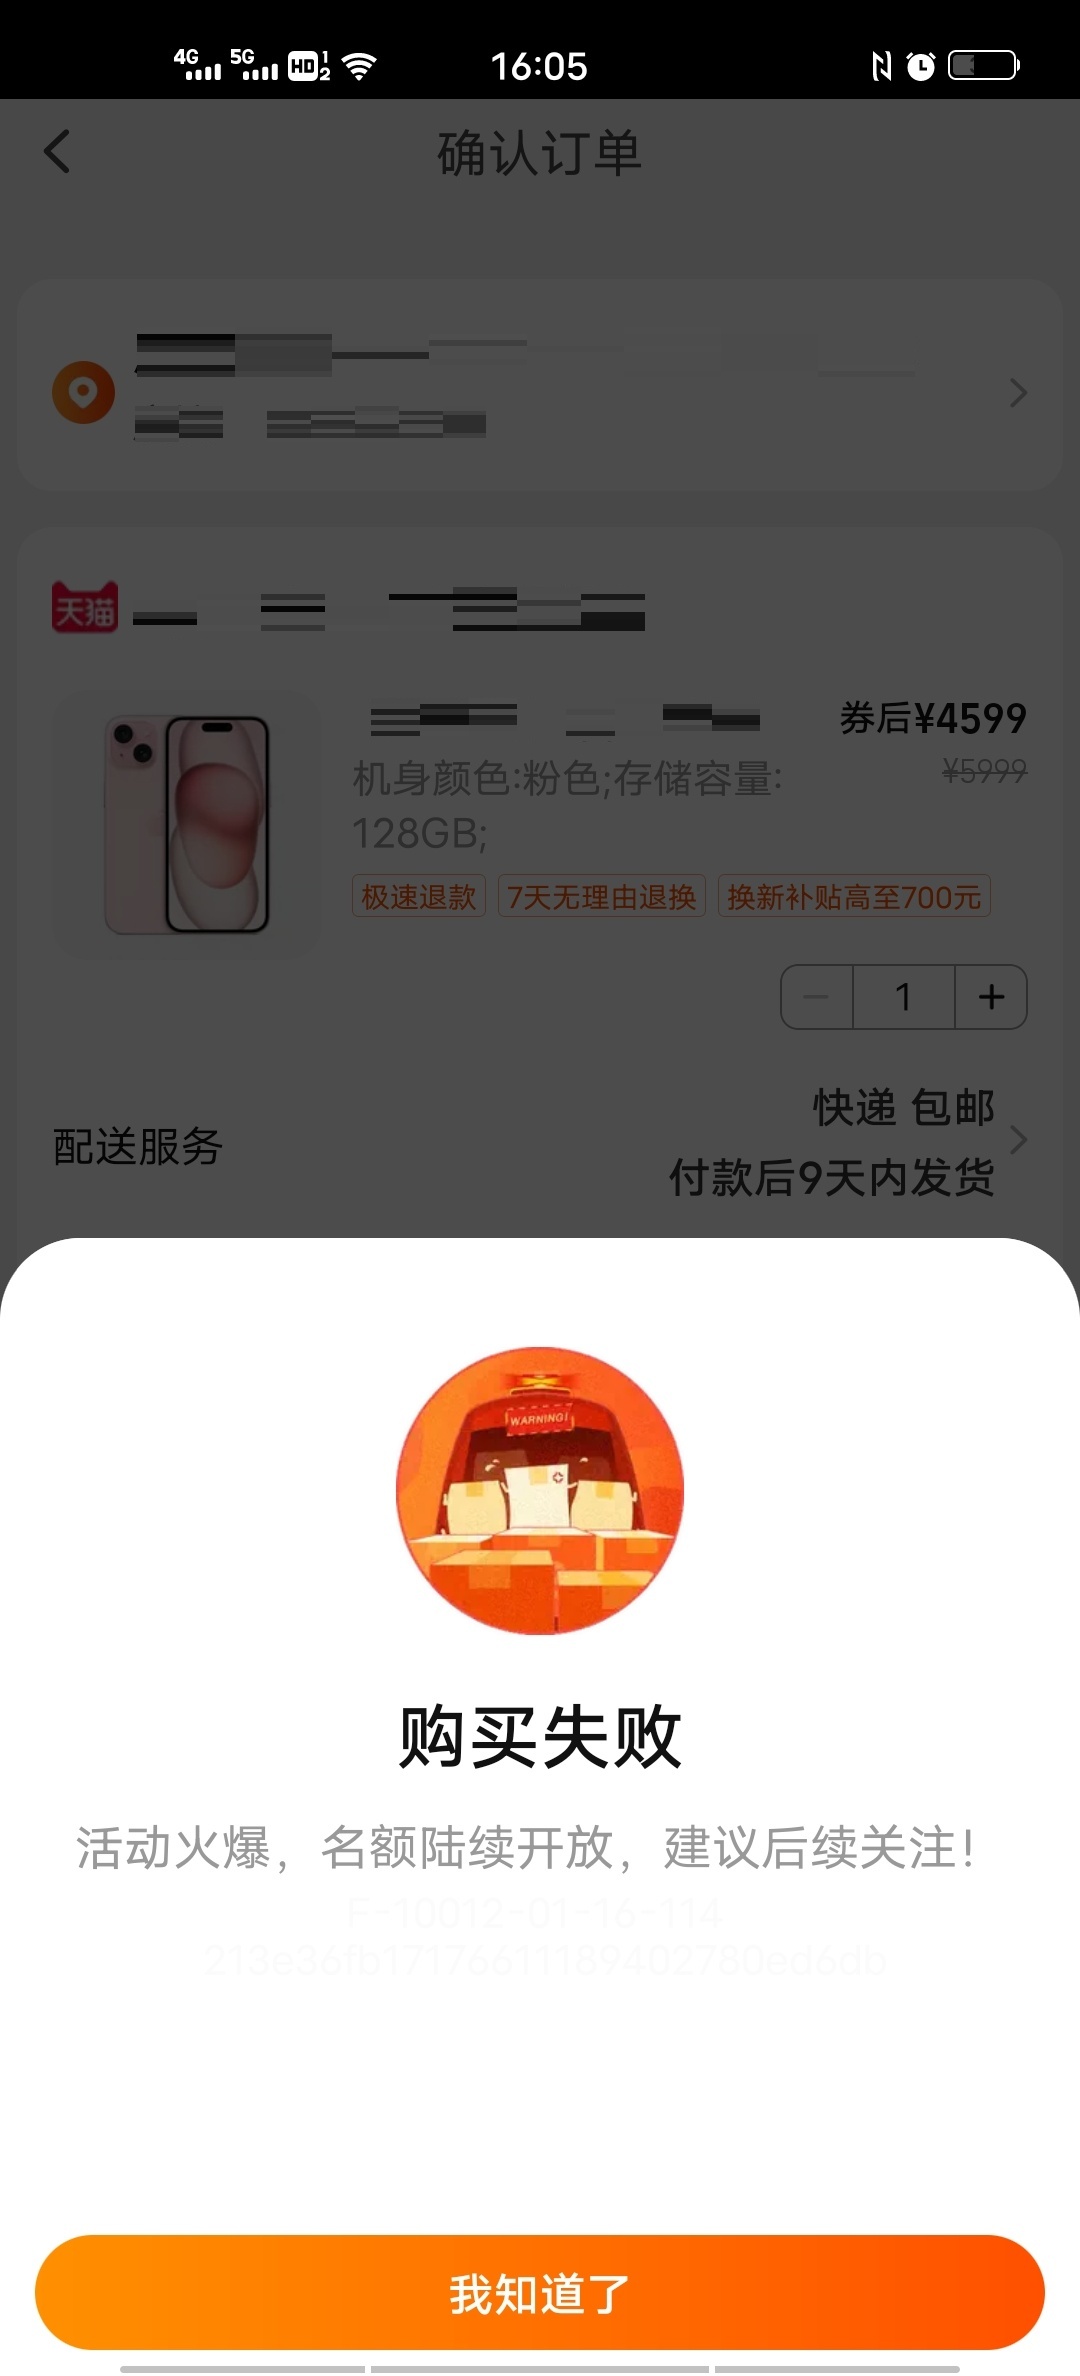 4G 5G HD 1 2 16:05
确认订单
天猫
券后¥4599
¥5999
机身颜色:粉色;存储容量:
128GB;
极速退款 7天无理由退换 换新补贴高至700元
1
快递 包邮
配送服务
付款后9天内发货
WARNING!
购买失败
活动火爆，名额陆续开放，建议后续关注！
F-10012-01-16-114
213e36fb17176611189402780ed6db
我知道了